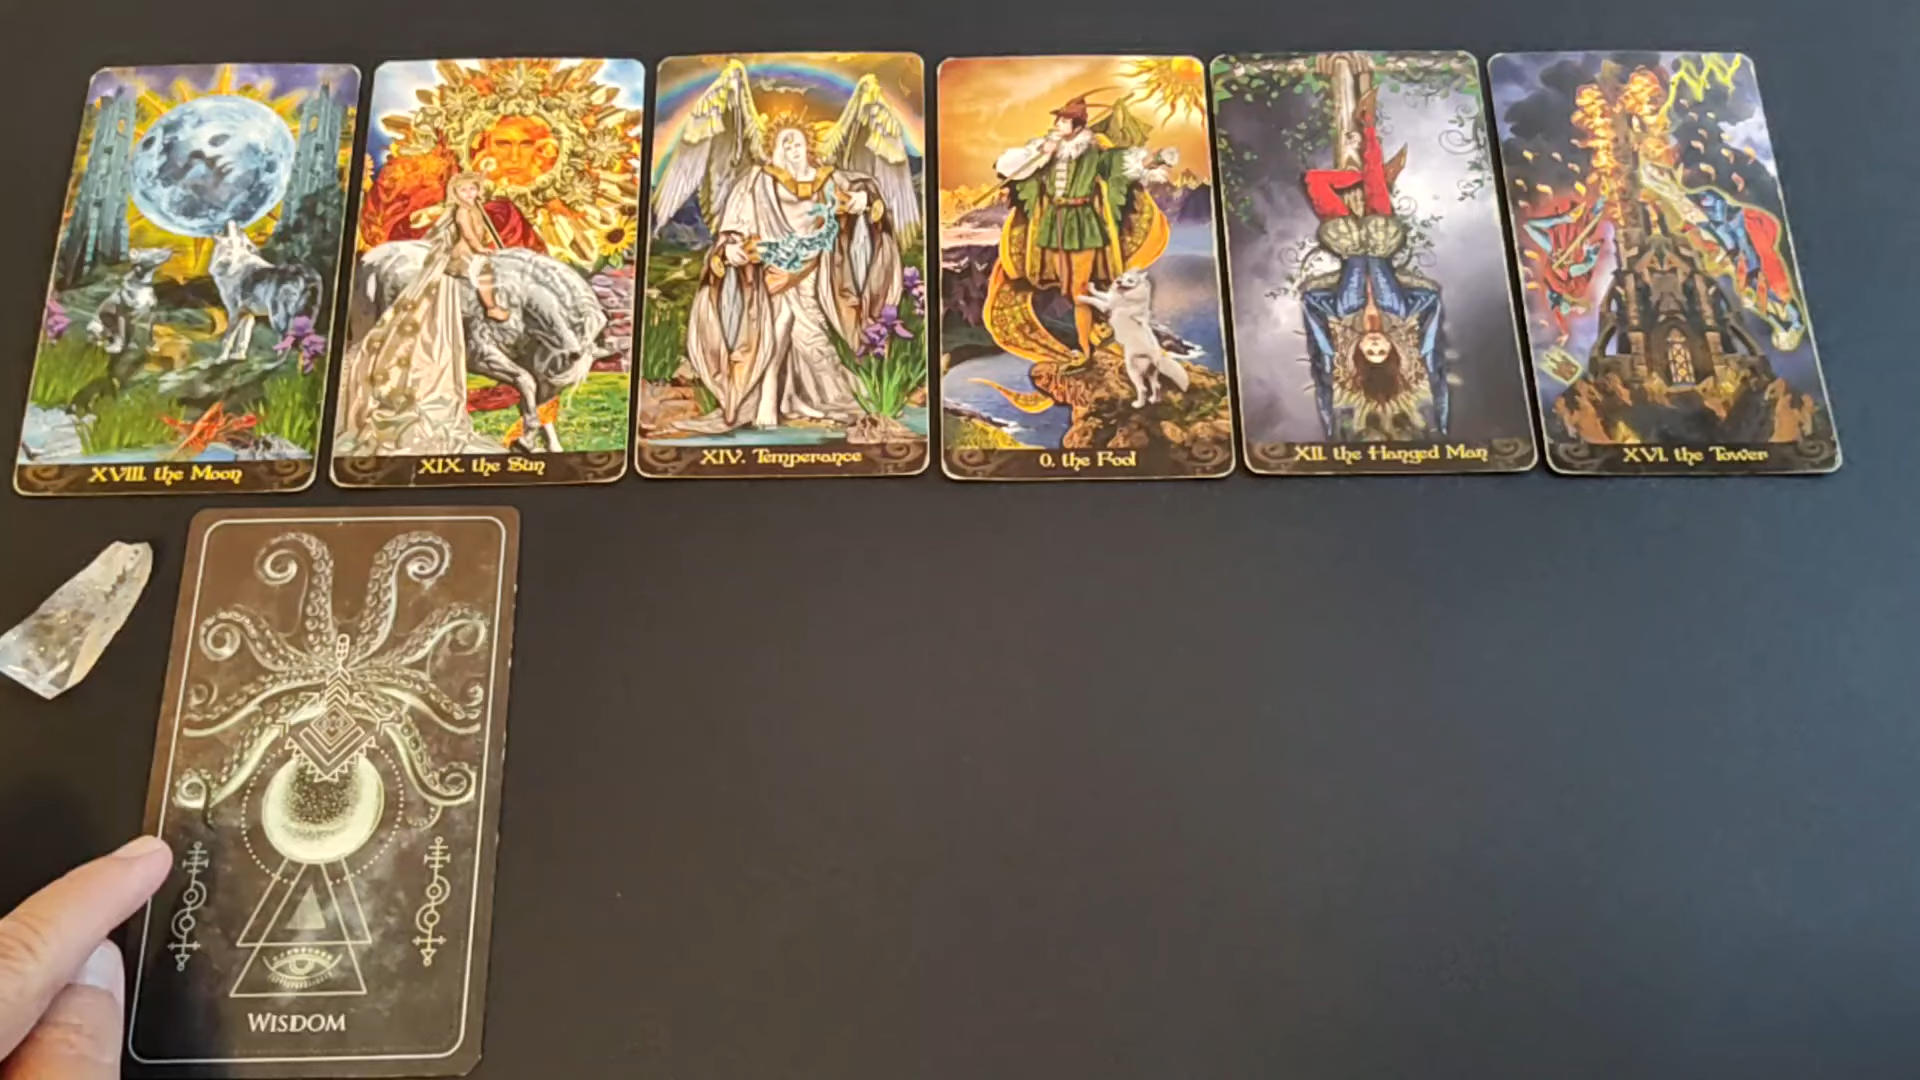 XVIII. the Moon
XIX. the Sun
XIV. Temperance
0. the Fool
XII. the Hanged Man
XVI. the Tower
WISDOM